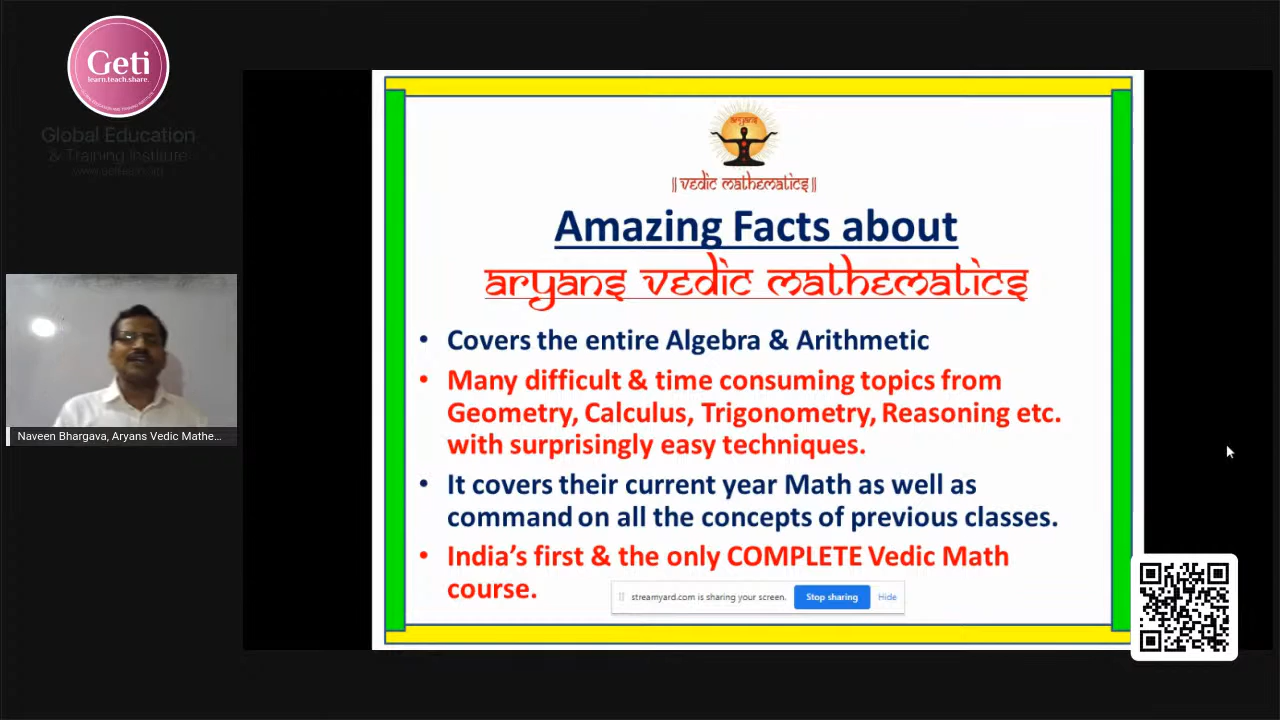 Geti
learn.teach.share.
Global Education
& Training Institute
Naveen Bhargava, Aryans Vedic Mathe...
aryans
|| vedic mathematics ||
Amazing Facts about
aryans vedic mathematics
• Covers the entire Algebra & Arithmetic
• Many difficult & time consuming topics from
Geometry, Calculus, Trigonometry, Reasoning etc.
with surprisingly easy techniques.
• It covers their current year Math as well as
command on all the concepts of previous classes.
• India's first & the only COMPLETE Vedic Math
course.
streamyard.com is sharing your screen.
Stop sharing
Hide